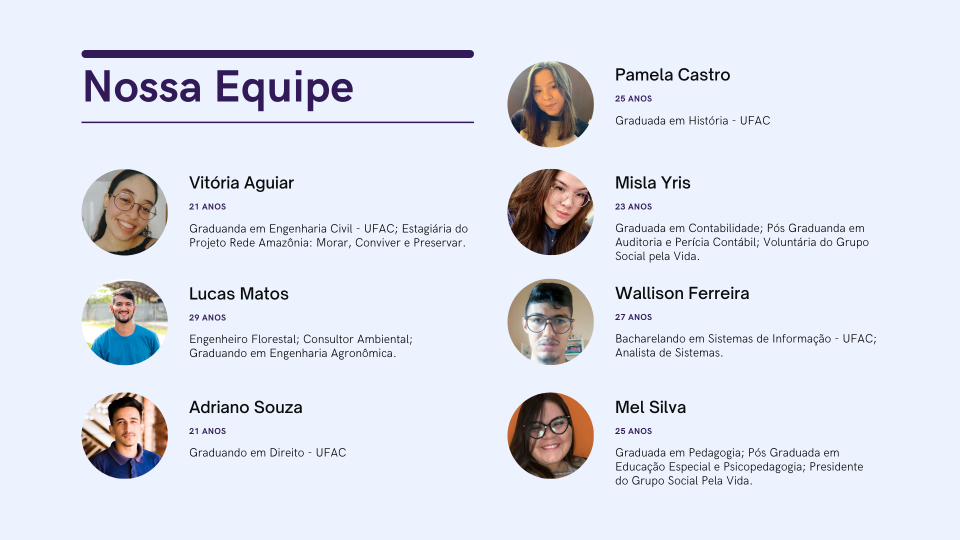 Nossa Equipe
Vitória Aguiar
21 ANOS
Graduanda em Engenharia Civil - UFAC; Estagiária do
Projeto Rede Amazônia: Morar, Conviver e Preservar.
Lucas Matos
29 ANOS
Engenheiro Florestal; Consultor Ambiental;
Graduando em Engenharia Agronômica.
Adriano Souza
21 ANOS
Graduando em Direito - UFAC
Pamela Castro
25 ANOS
Graduada em História - UFAC
Misla Yris
23 ANOS
Graduada em Contabilidade; Pós Graduanda em
Auditoria e Perícia Contábil; Voluntária do Grupo
Social pela Vida.
Wallison Ferreira
27 ANOS
Bacharelando em Sistemas de Informação - UFAC;
Analista de Sistemas.
Mel Silva
25 ANOS
Graduada em Pedagogia; Pós Graduada em
Educação Especial e Psicopedagogia; Presidente
do Grupo Social Pela Vida.